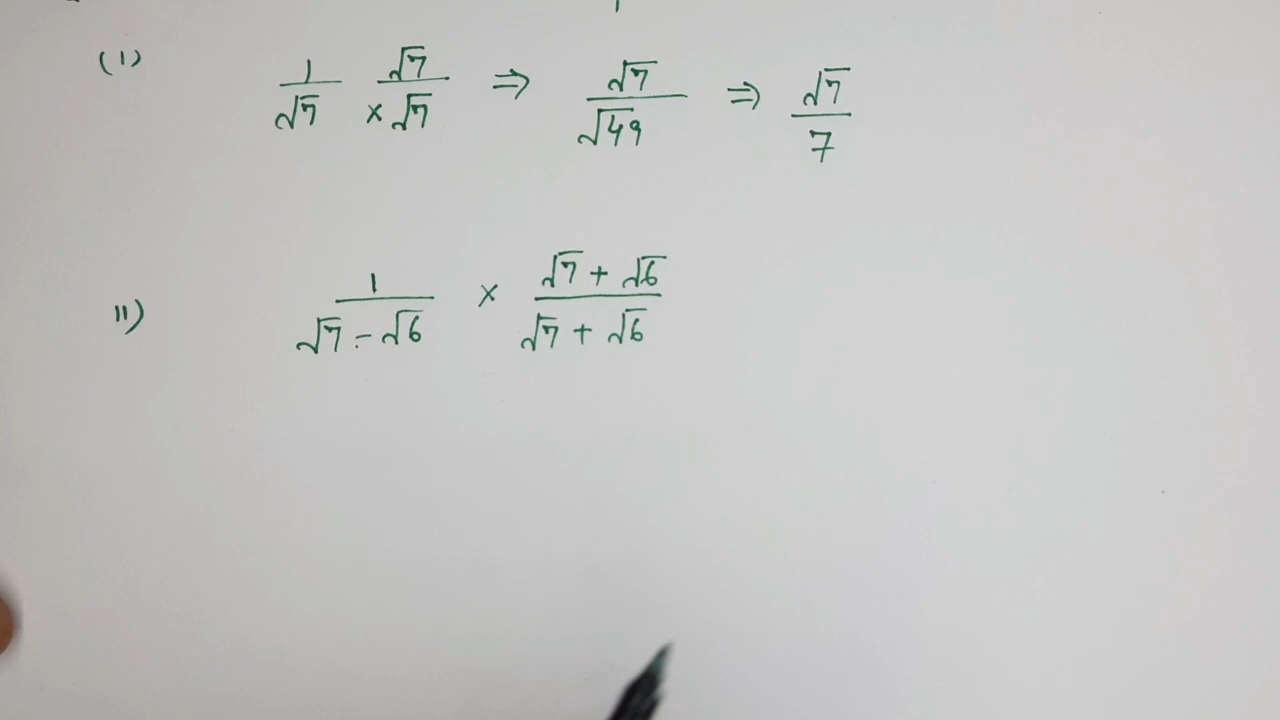 (1) 1/√7 × √7/√7 ⇒ √7/√49 ⇒ √7/7
11) 1/(√7 - √6) × (√7 + √6)/(√7 + √6)